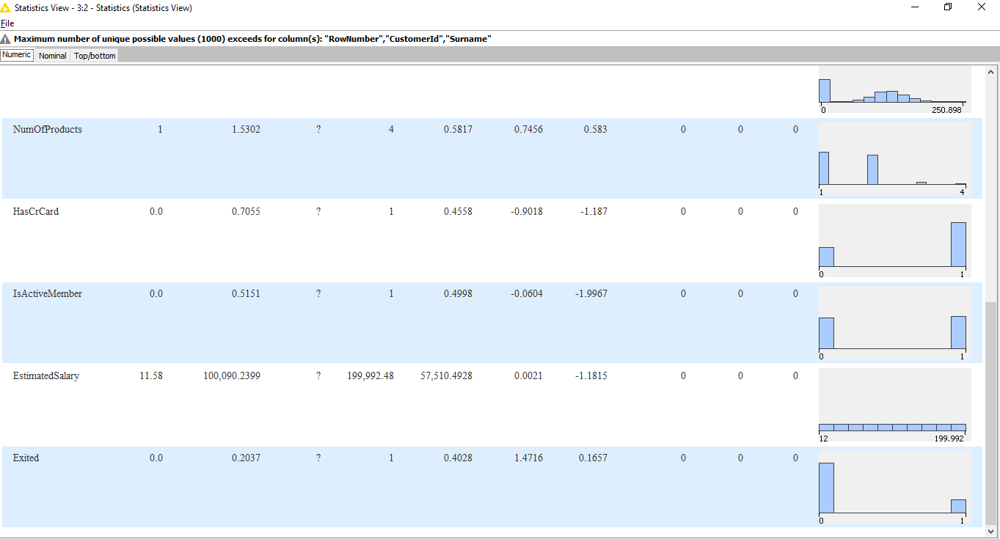 Statistics View - 3:2 - Statistics (Statistics View)
File
Maximum number of unique possible values (1000) exceeds for column(s): "RowNumber","CustomerId","Surname"
Numeric Nominal Top/bottom
0 250.898
NumOfProducts 1 1.5302 ? 4 0.5817 0.7456 0.583 0 0 0
1 4
HasCrCard 0.0 0.7055 ? 1 0.4558 -0.9018 -1.187 0 0 0
0 1
IsActiveMember 0.0 0.5151 ? 1 0.4998 -0.0604 -1.9967 0 0 0
0 1
EstimatedSalary 11.58 100,090.2399 ? 199,992.48 57,510.4928 0.0021 -1.1815 0 0 0
12 199.992
Exited 0.0 0.2037 ? 1 0.4028 1.4716 0.1657 0 0 0
0 1